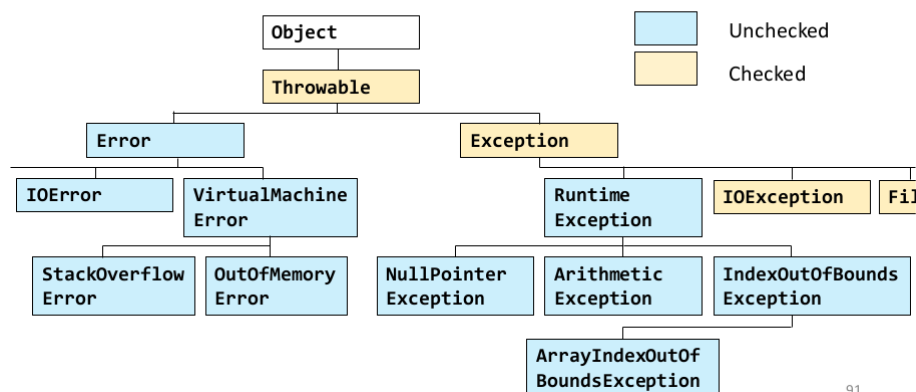 Object
Unchecked
Checked
Throwable
Error
Exception
IOError
VirtualMachine
Error
Runtime
Exception
IOException
Fil
StackOverflow
Error
OutOfMemory
Error
NullPointer
Exception
Arithmetic
Exception
IndexOutOfBounds
Exception
ArrayIndexOutOf
BoundsException
91